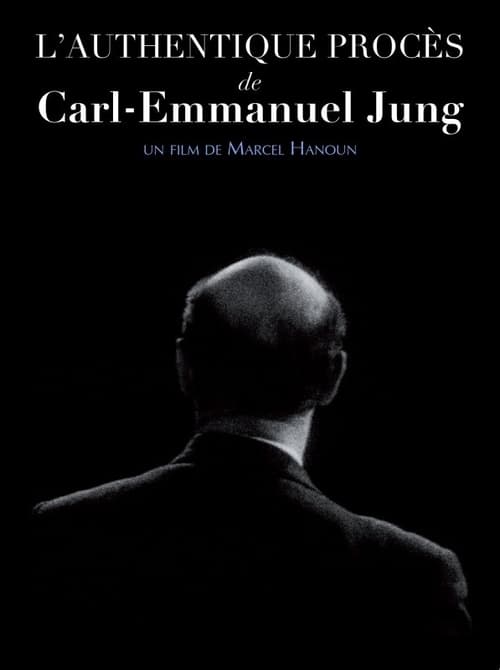 L'AUTHENTIQUE PROCÈS
de
Carl-Emmanuel Jung
UN FILM DE MARCEL HANOUN